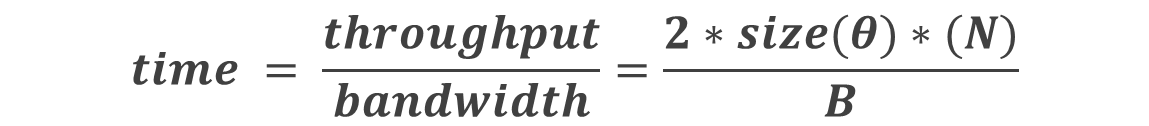 time = throughput / bandwidth = 2 * size(θ) * (N) / B